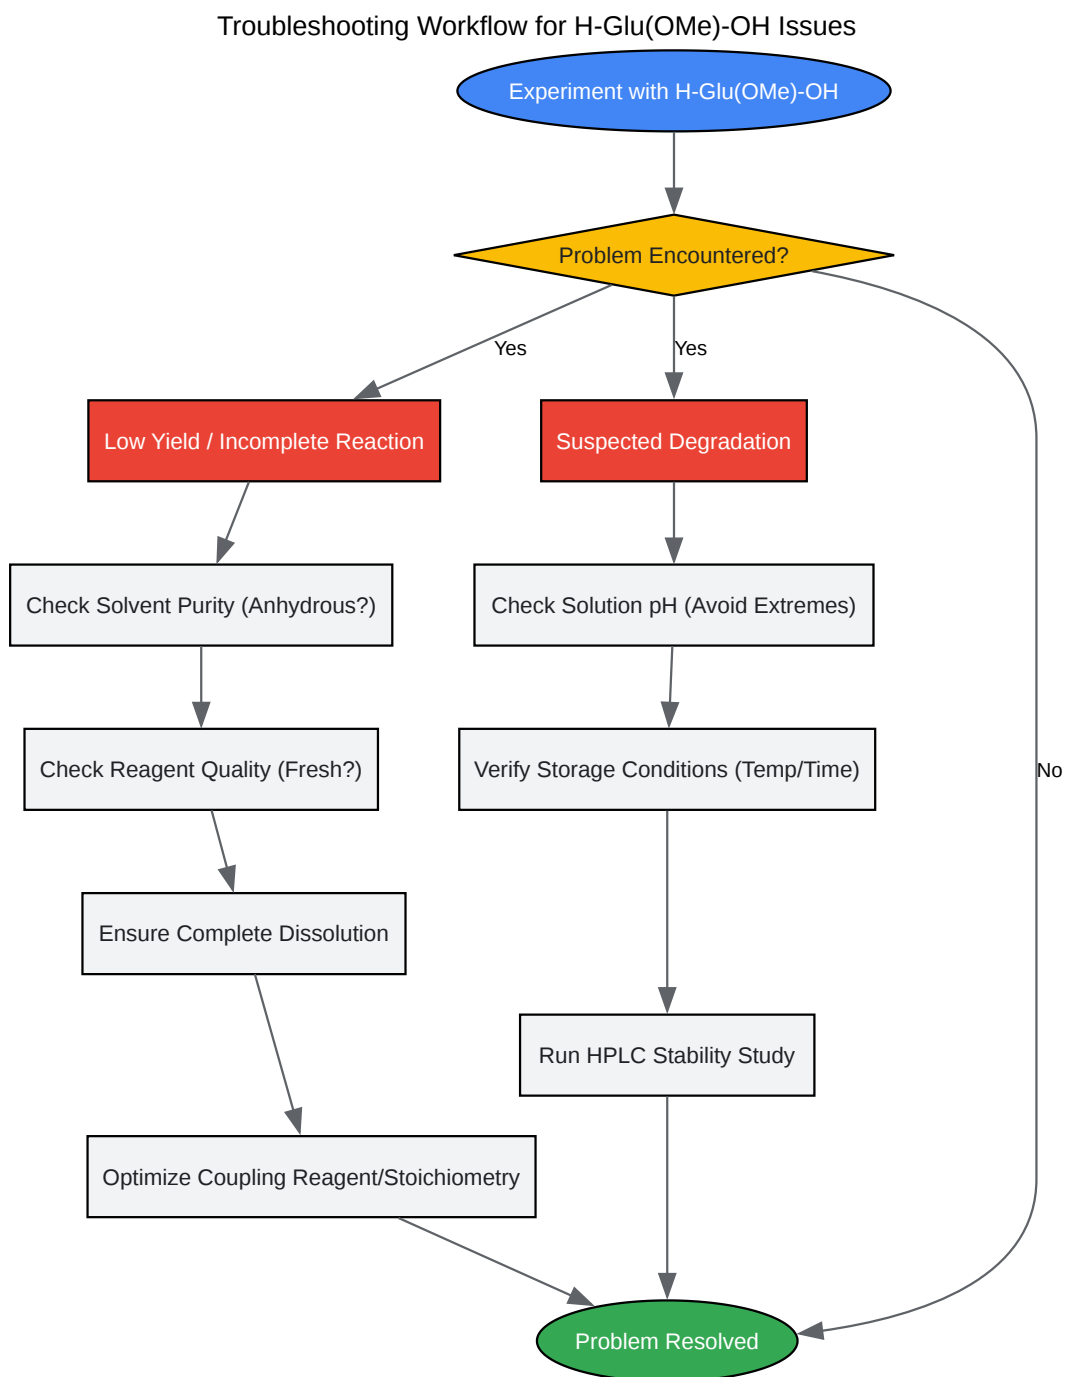 Troubleshooting Workflow for H-Glu(OMe)-OH Issues
Experiment with H-Glu(OMe)-OH
Problem Encountered?
Yes
Yes
Low Yield / Incomplete Reaction
Suspected Degradation
Check Solvent Purity (Anhydrous?)
Check Solution pH (Avoid Extremes)
Check Reagent Quality (Fresh?)
Verify Storage Conditions (Temp/Time)
No
Ensure Complete Dissolution
Run HPLC Stability Study
Optimize Coupling Reagent/Stoichiometry
Problem Resolved